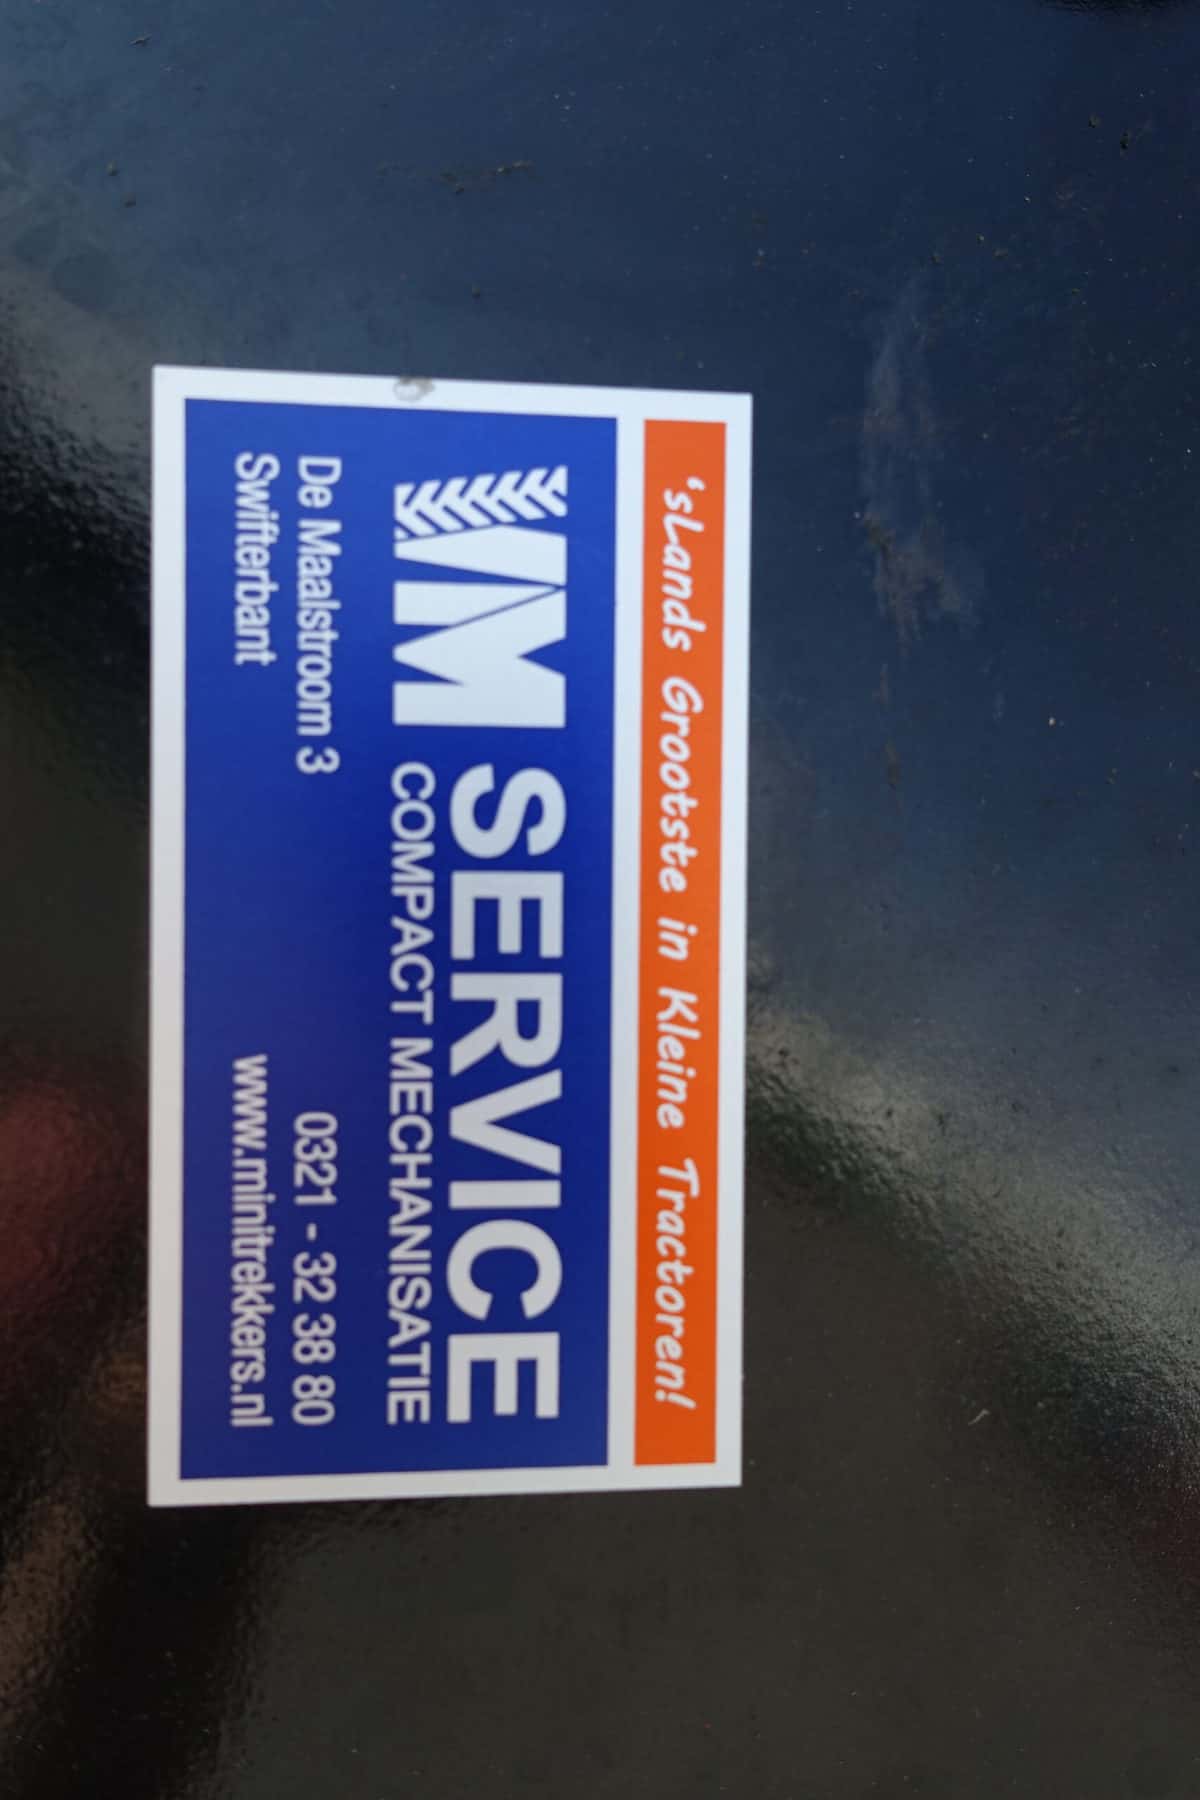 'sLands Grootste in Kleine Tractoren!
VM SERVICE
COMPACT MECHANISATIE
De Maalstroom 3
Swifterbant
0321 - 32 38 80
www.minitrekkers.nl